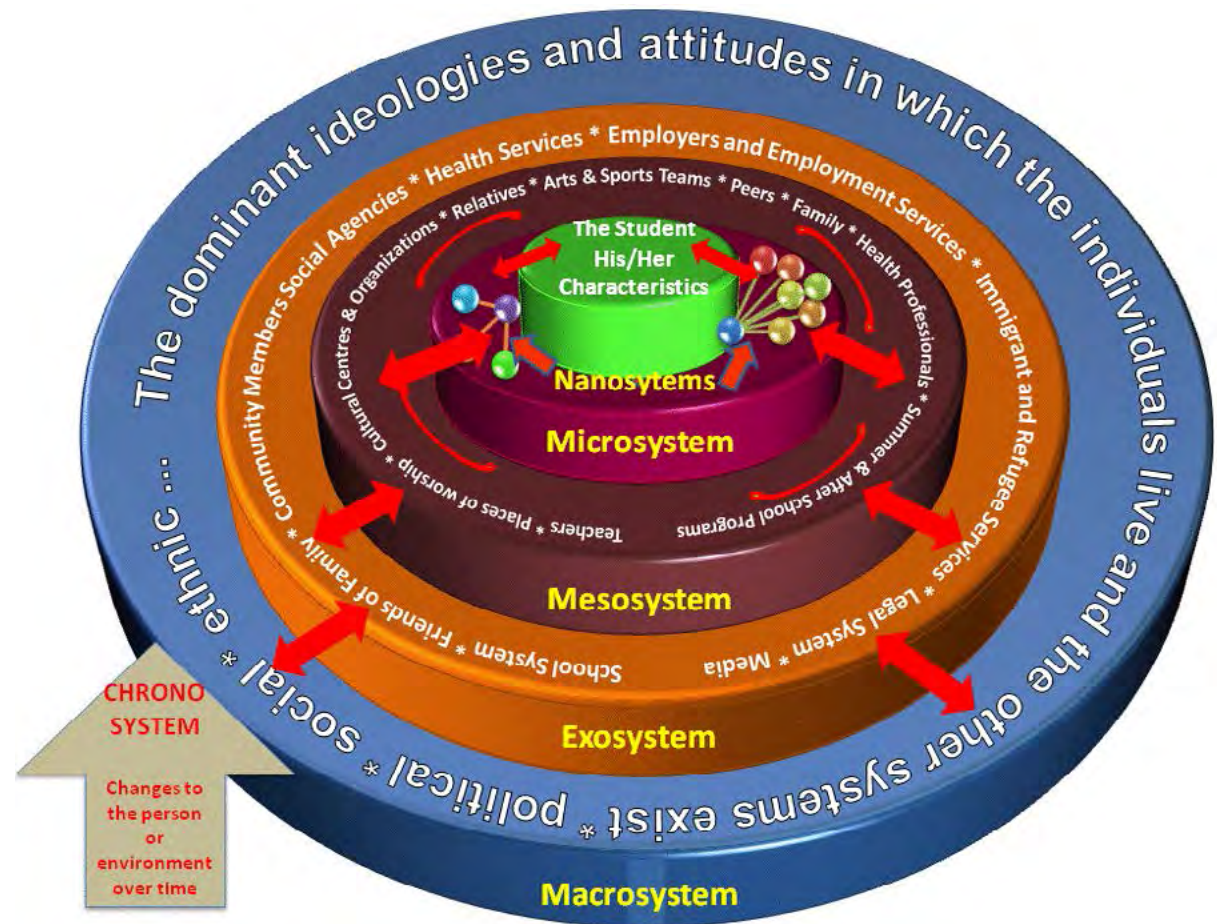 The dominant ideologies and attitudes in which the individuals live and the other systems exist * political * social * ethnic ...
School System * Friends of Family * Community Members Social Agencies * Health Services * Employers and Employment Services * Immigrant and Refugee Services * Legal System * Media
Teachers * Places of worship * Cultural Centres & Organizations * Relatives * Arts & Sports Teams * Peers * Family * Health Professionals * Summer & After School Programs
The Student
His/Her
Characteristics
Nanosytems
Microsystem
Mesosystem
Exosystem
Macrosystem
CHRONO
SYSTEM
Changes to
the person
or
environment
over time